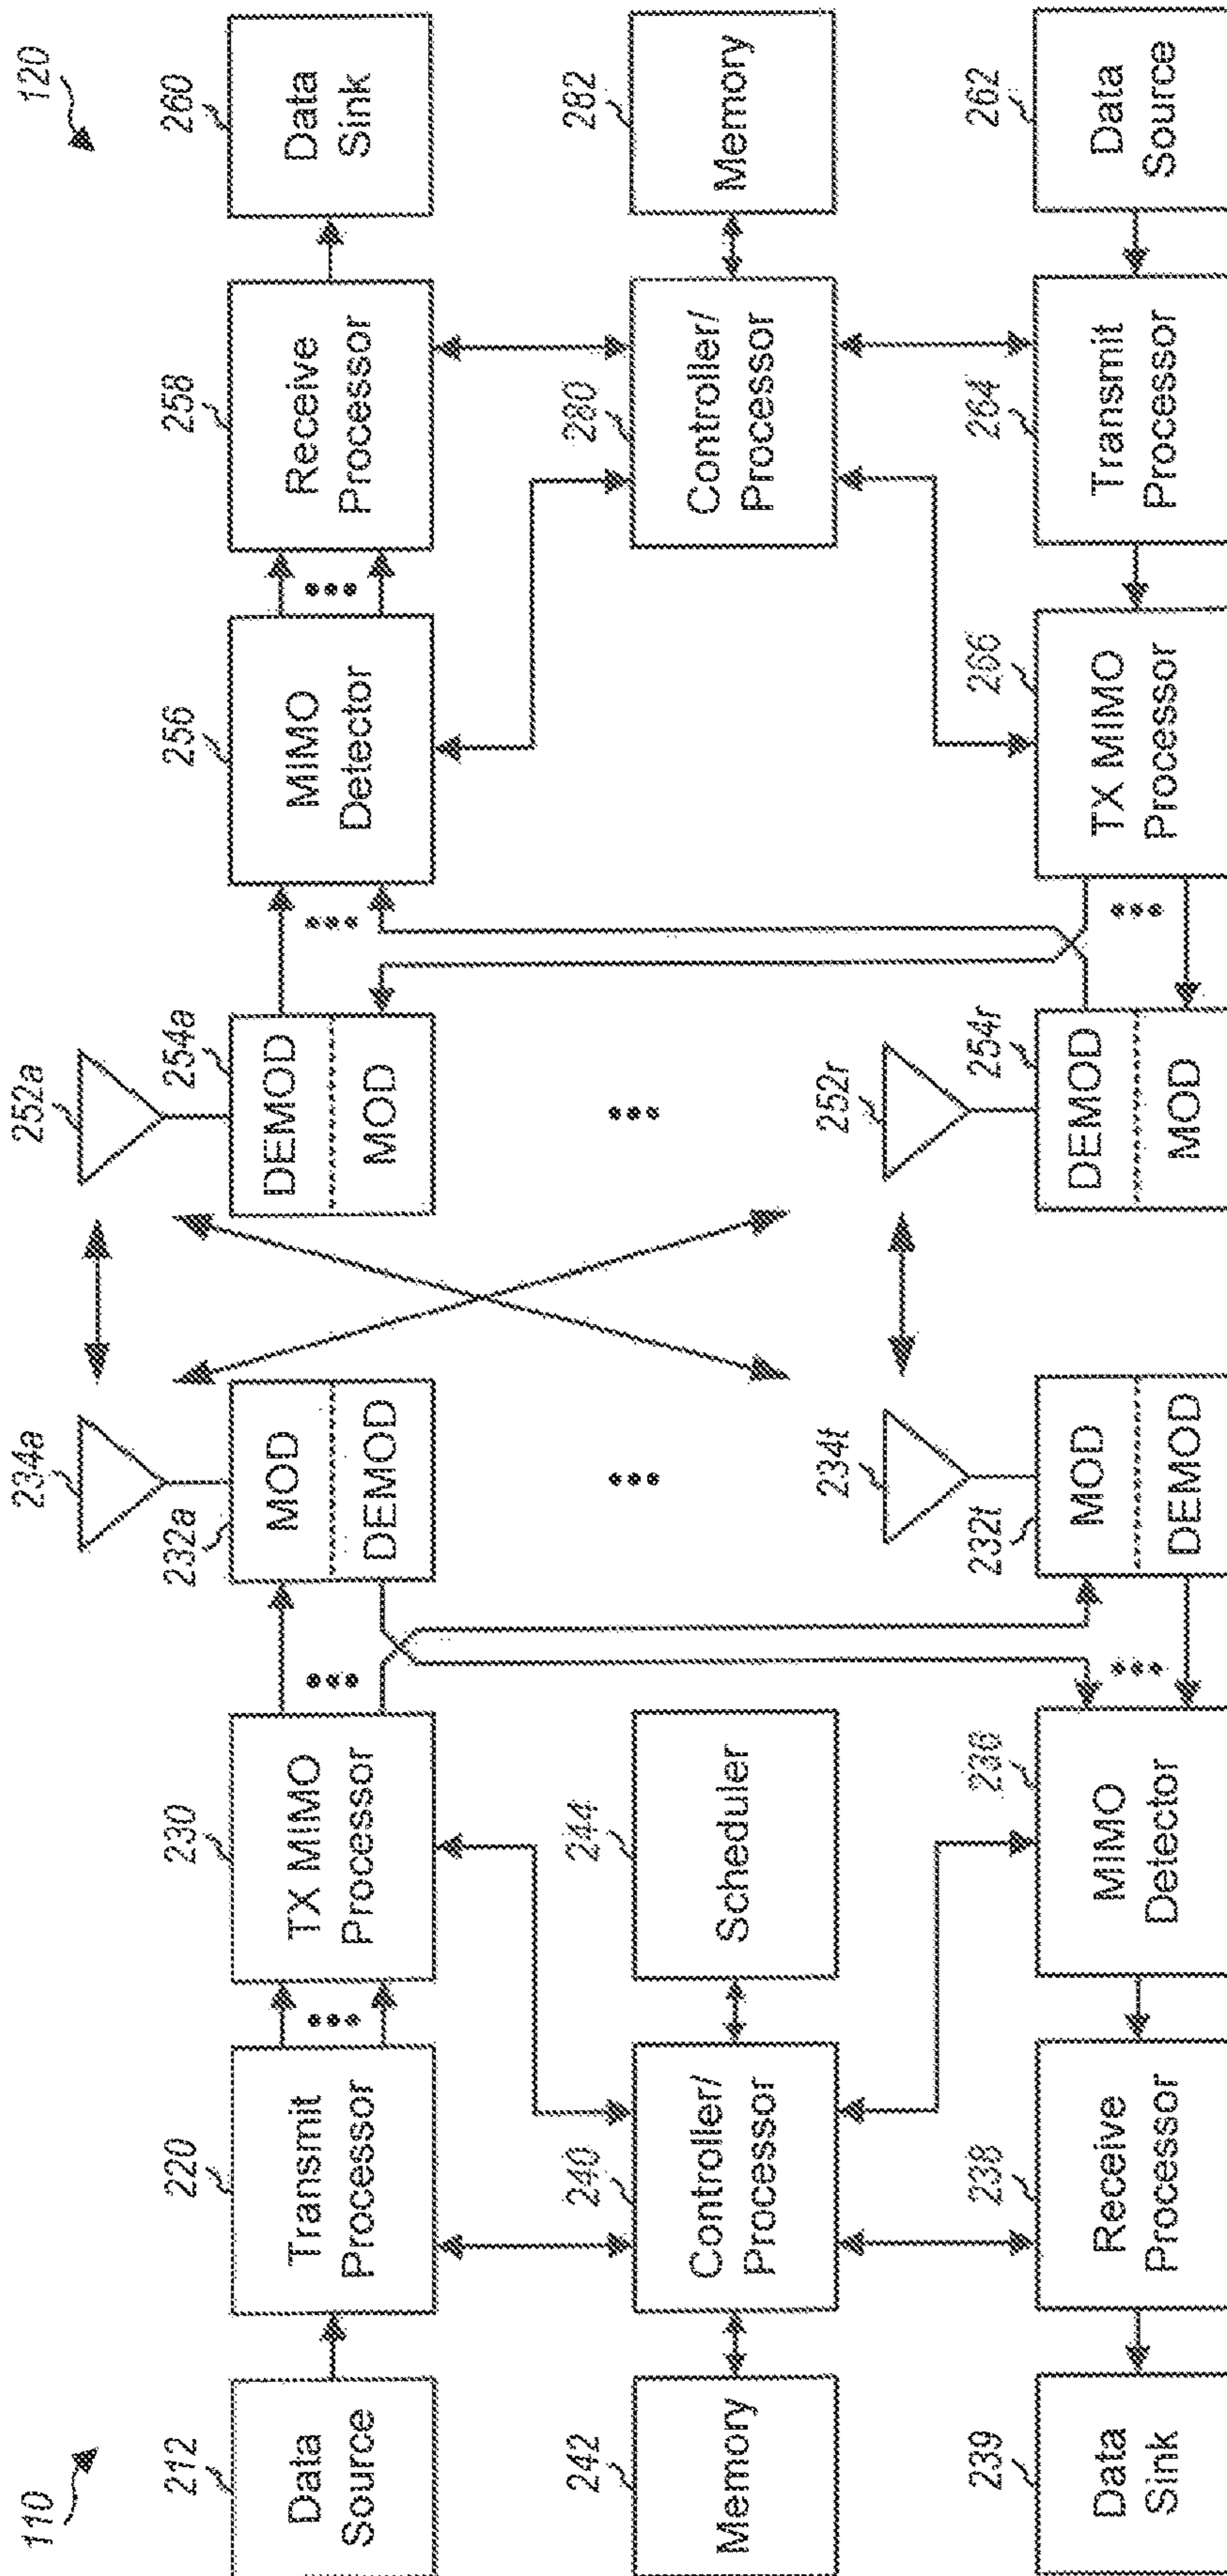 110
234a
252a
120
212
220
230
232a
254a
256
258
260
Data
Source
Transmit
Processor
TX MIMO
Processor
MOD
DEMOD
DEMOD
MOD
MIMO
Detector
Receive
Processor
Data
Sink
242
240
244
280
282
Memory
Controller/
Processor
Scheduler
Controller/
Processor
Memory
234t
252r
239
238
236
232t
254r
266
264
262
Data
Sink
Receive
Processor
MIMO
Detector
MOD
DEMOD
DEMOD
MOD
TX MIMO
Processor
Transmit
Processor
Data
Source